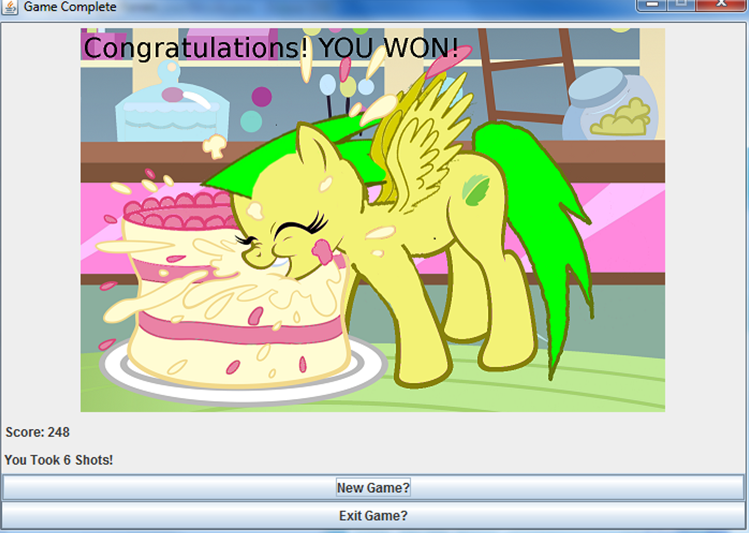 Game Complete
Congratulations! YOU WON!
Score: 248
You Took 6 Shots!
New Game?
Exit Game?